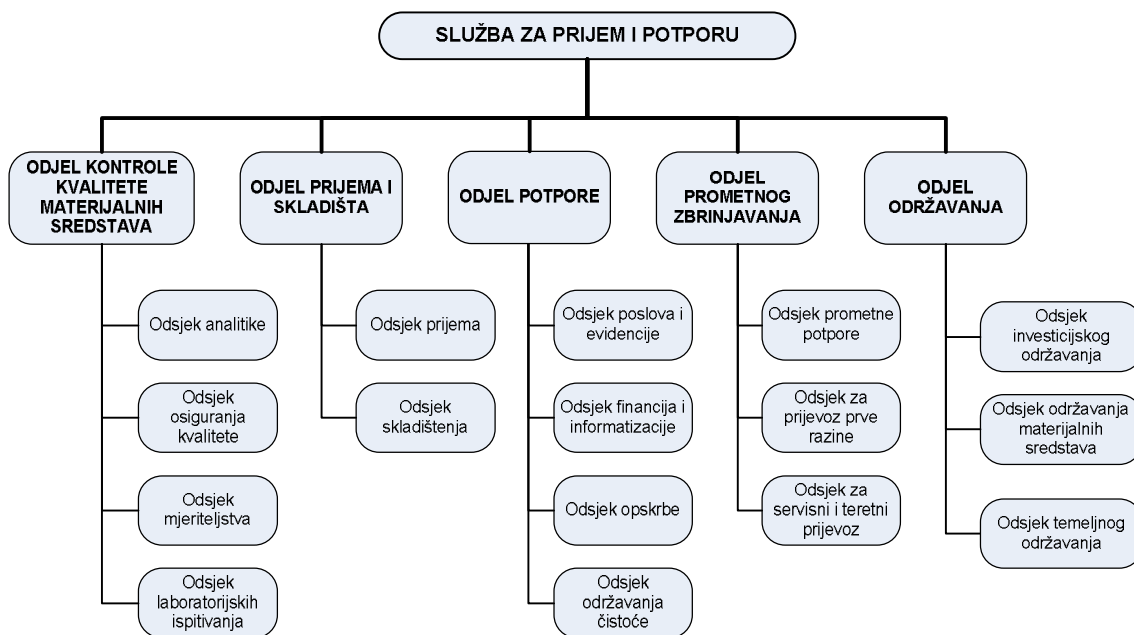 SLUŽBA ZA PRIJEM I POTPORU
ODJEL KONTROLE
KVALITETE
MATERIJALNIH
SREDSTAVA
Odsjek analitike
Odsjek
osiguranja
kvalitete
Odsjek
mjeriteljstva
Odsjek
laboratorijskih
ispitivanja
ODJEL PRIJEMA I
SKLADIŠTA
Odsjek prijema
Odsjek
skladištenja
ODJEL POTPORE
Odsjek poslova i
evidencije
Odsjek financija i
informatizacije
Odsjek opskrbe
Odsjek
održavanja
čistoće
ODJEL
PROMETNOG
ZBRINJAVANJA
Odsjek prometne
potpore
Odsjek za
prijevoz prve
razine
Odsjek za
servisni i teretni
prijevoz
ODJEL
ODRŽAVANJA
Odsjek
investicijskog
održavanja
Odsjek održavanja
materijalnih
sredstava
Odsjek temeljnog
održavanja